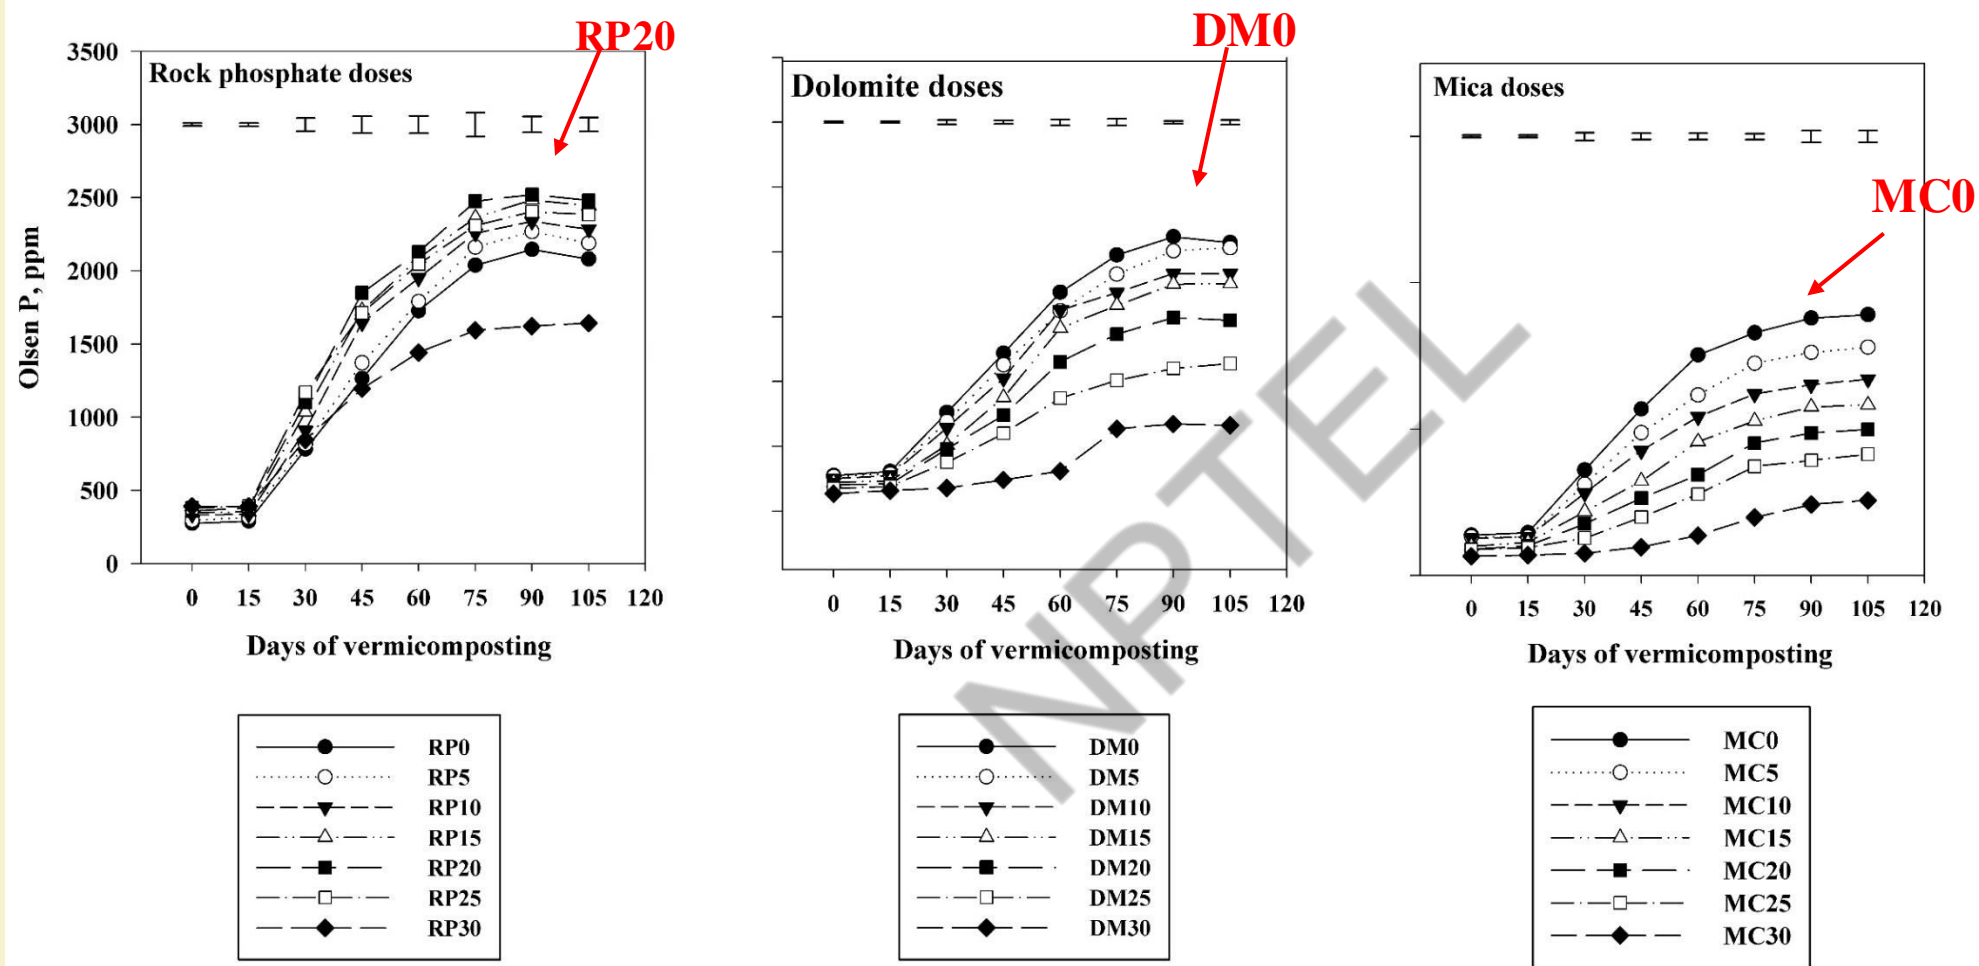 RP20
DM0
MC0
Rock phosphate doses
Dolomite doses
Mica doses
Olsen P, ppm
3500
3000
2500
2000
1500
1000
500
0
0 15 30 45 60 75 90 105 120
0 15 30 45 60 75 90 105 120
0 15 30 45 60 75 90 105 120
Days of vermicomposting
Days of vermicomposting
Days of vermicomposting
NPTEL
RP0
RP5
RP10
RP15
RP20
RP25
RP30
DM0
DM5
DM10
DM15
DM20
DM25
DM30
MC0
MC5
MC10
MC15
MC20
MC25
MC30